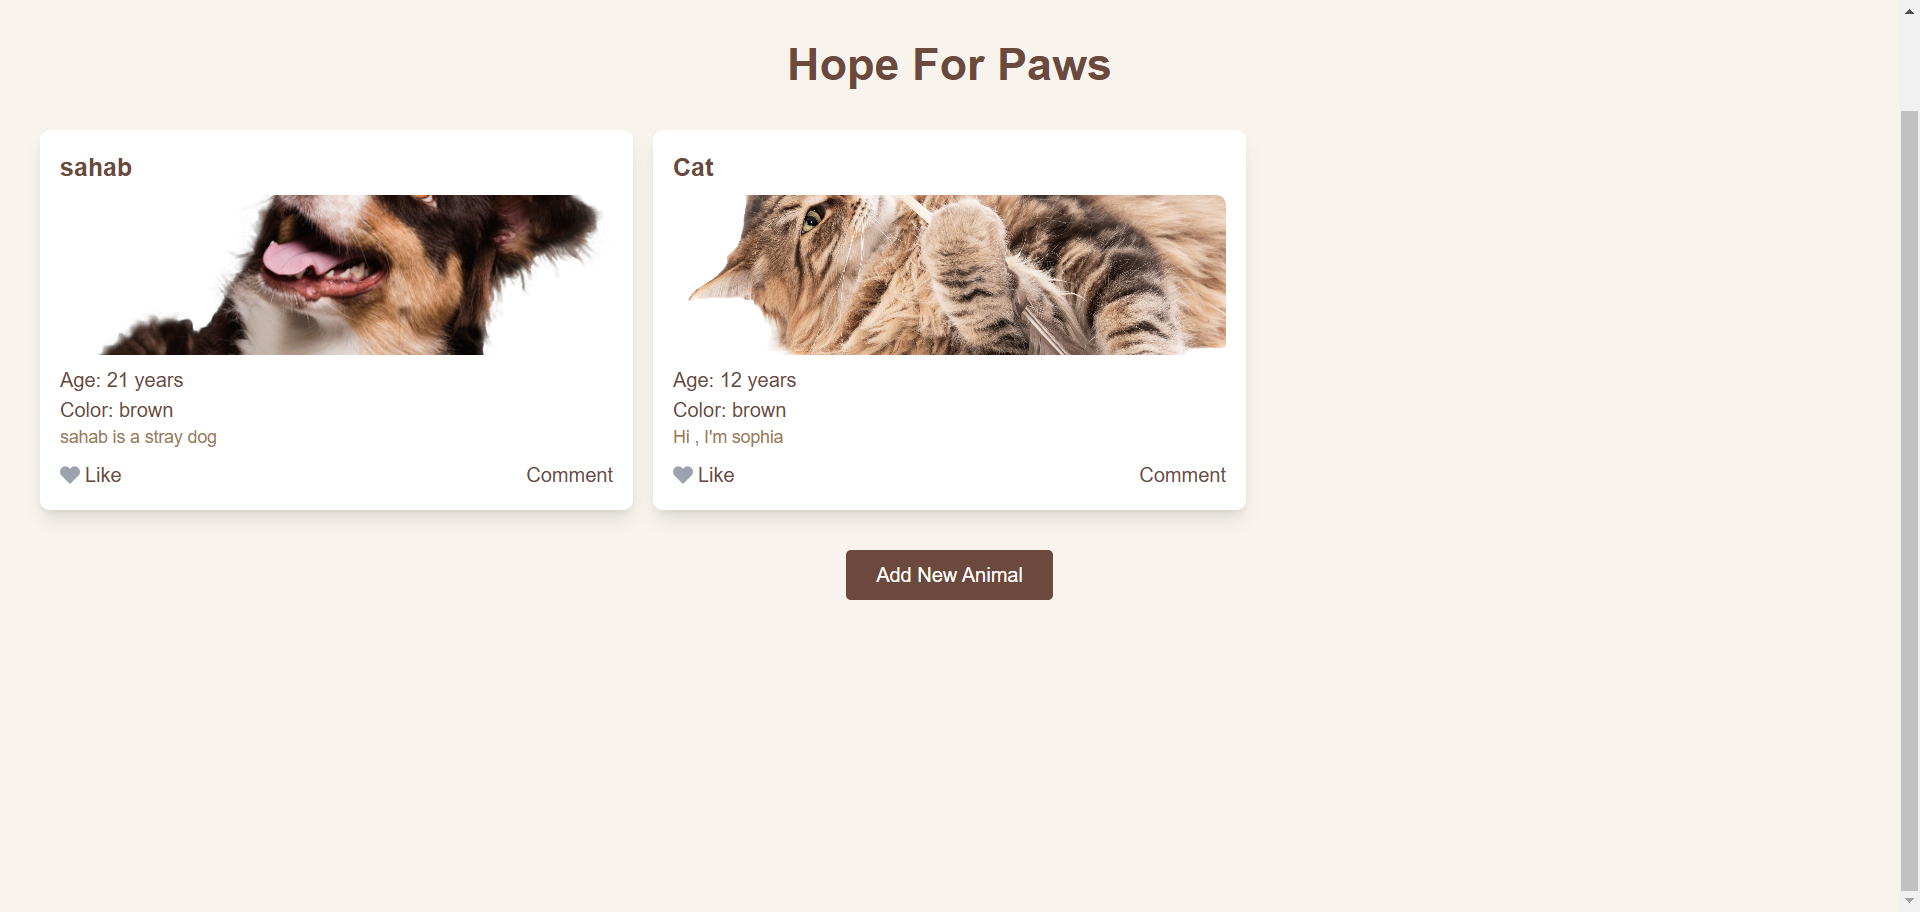 Hope For Paws
sahab
Age: 21 years
Color: brown
sahab is a stray dog
Like
Comment
Cat
Age: 12 years
Color: brown
Hi , I'm sophia
Like
Comment
Add New Animal